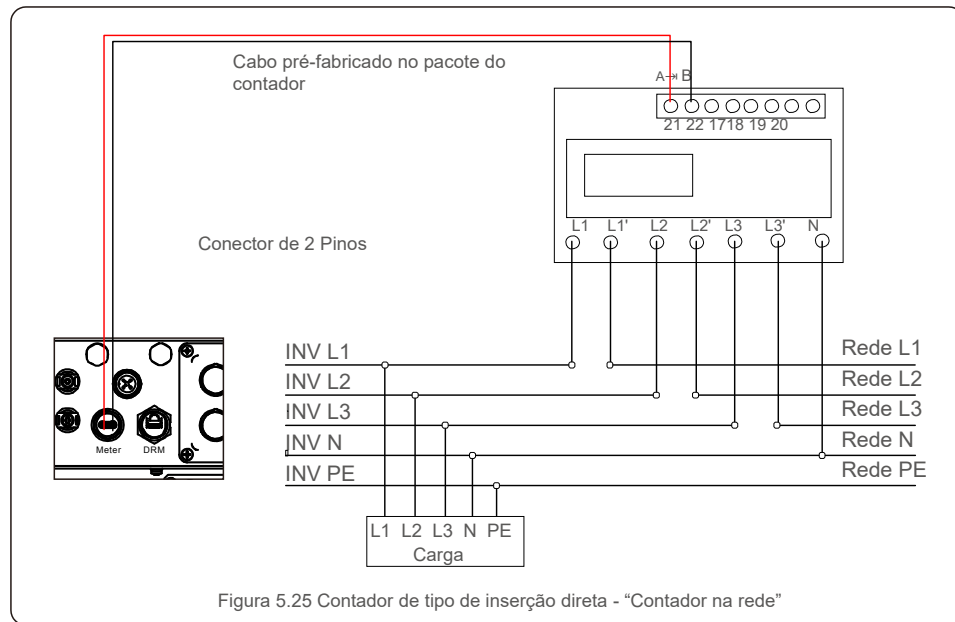 Cabo pré-fabricado no pacote do
contador
A⇥ B
21 22 1718 19 20
L1 L1' L2 L2' L3 L3' N
Conector de 2 Pinos
Meter DRM
INV L1 Rede L1
INV L2 Rede L2
INV L3 Rede L3
INV N Rede N
INV PE Rede PE
L1 L2 L3 N PE
Carga
Figura 5.25 Contador de tipo de inserção direta - “Contador na rede”